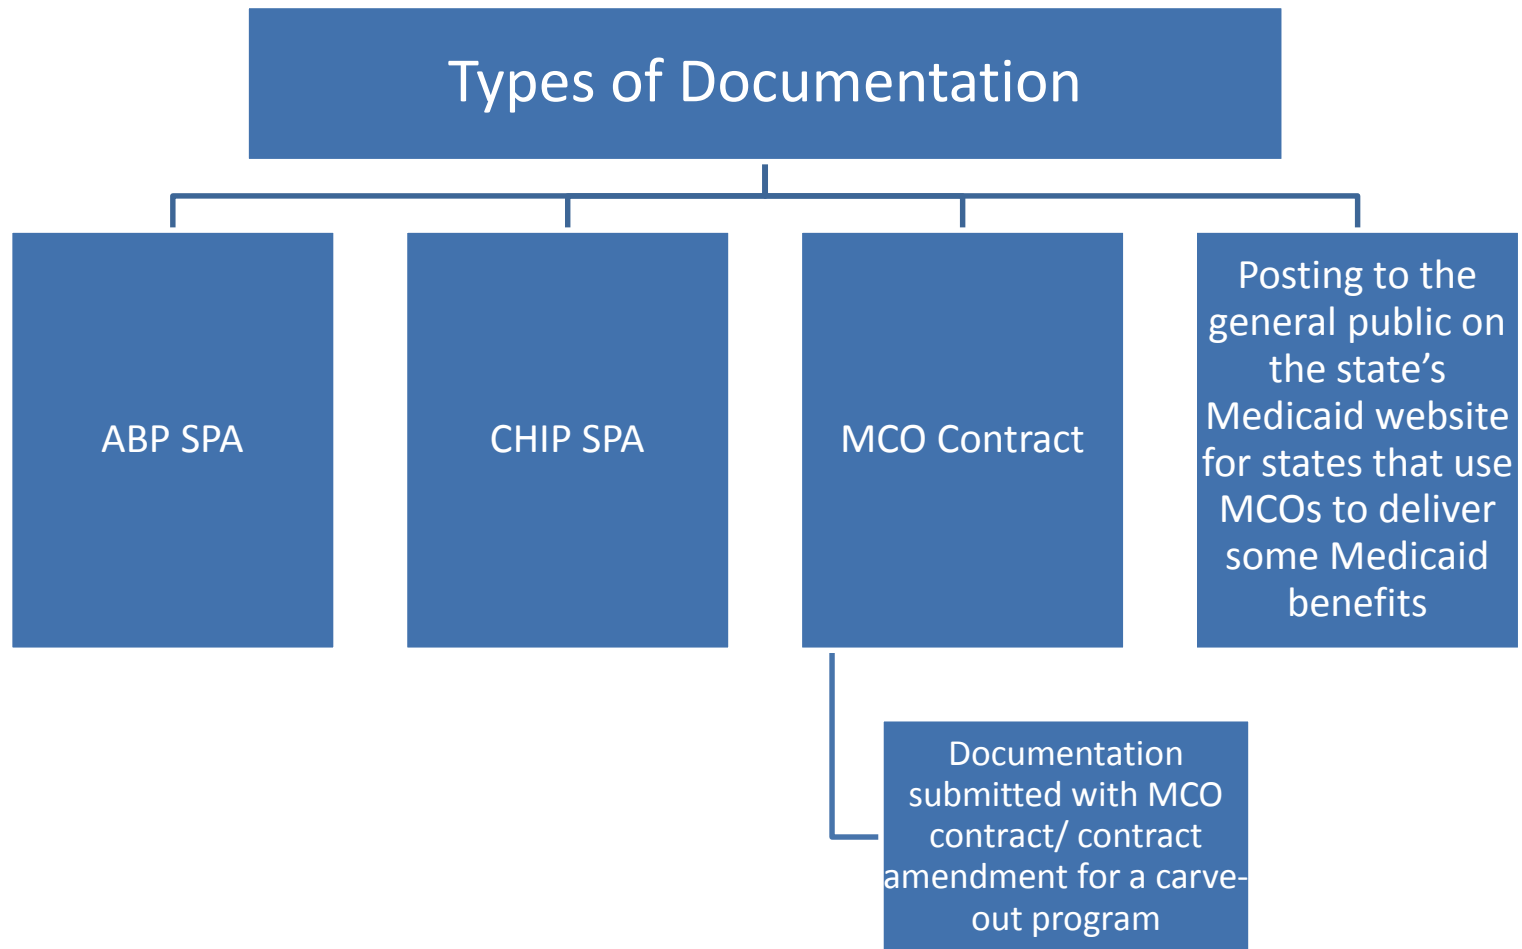 Types of Documentation
ABP SPA
CHIP SPA
MCO Contract
Posting to the
general public on
the state’s
Medicaid website
for states that use
MCOs to deliver
some Medicaid
benefits
Documentation
submitted with MCO
contract/ contract
amendment for a carve-
out program